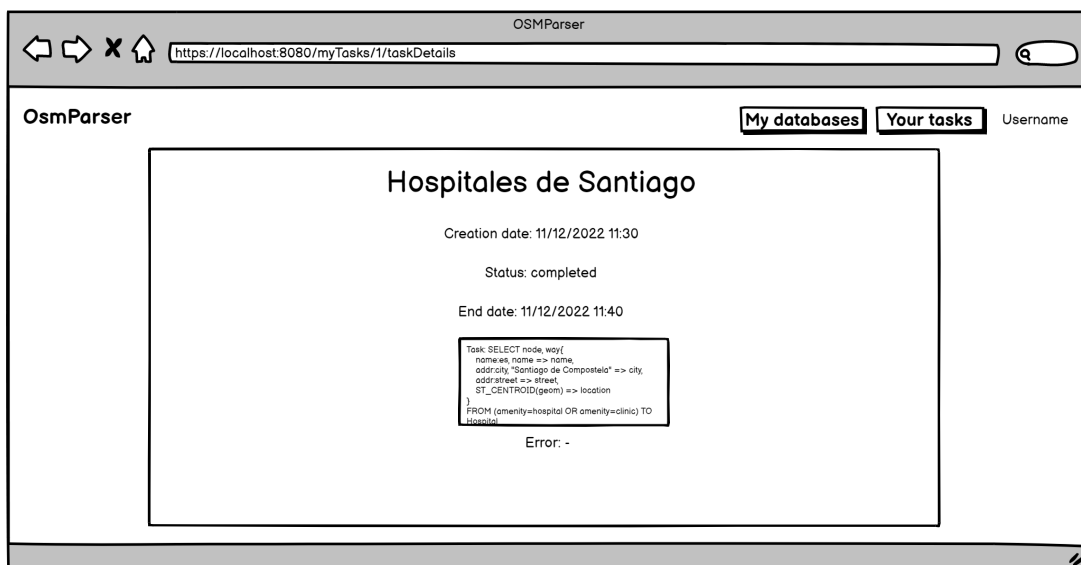 OSMParser
https://localhost:8080/myTasks/1/taskDetails
OsmParser
My databases
Your tasks
Username
Hospitales de Santiago
Creation date: 11/12/2022 11:30
Status: completed
End date: 11/12/2022 11:40
Task: SELECT node, way{
name:es, name => name,
addr:city, "Santiago de Compostela" => city,
addr:street => street,
ST_CENTROID(geom) => location
}
FROM (amenity=hospital OR amenity=clinic) TO
Hospital
Error: -